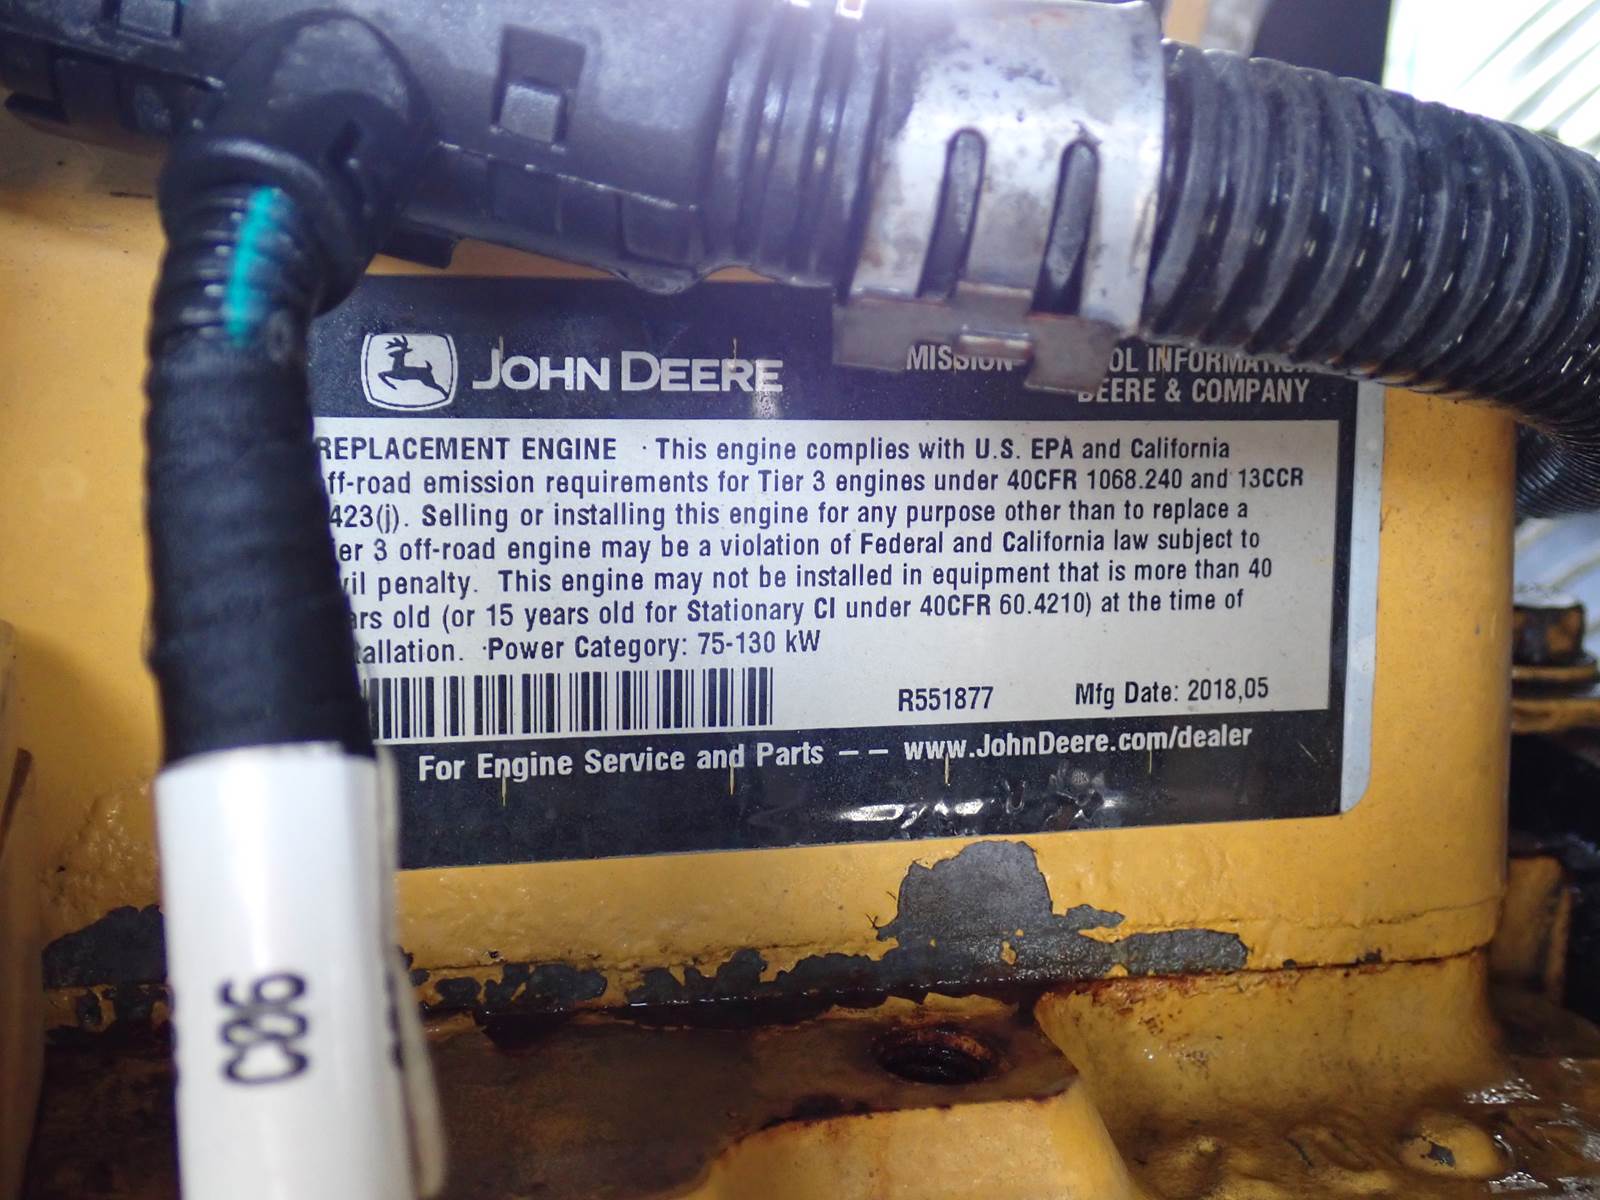 JOHN DEERE
DEERE & COMPANY
REPLACEMENT ENGINE · This engine complies with U.S. EPA and California
ff-road emission requirements for Tier 3 engines under 40CFR 1068.240 and 13CCR
423(j). Selling or installing this engine for any purpose other than to replace a
er 3 off-road engine may be a violation of Federal and California law subject to
vil penalty. This engine may not be installed in equipment that is more than 40
ars old (or 15 years old for Stationary CI under 40CFR 60.4210) at the time of
tallation. ·Power Category: 75-130 kW
R551877 Mfg Date: 2018,05
For Engine Service and Parts – – www.JohnDeere.com/dealer
C86